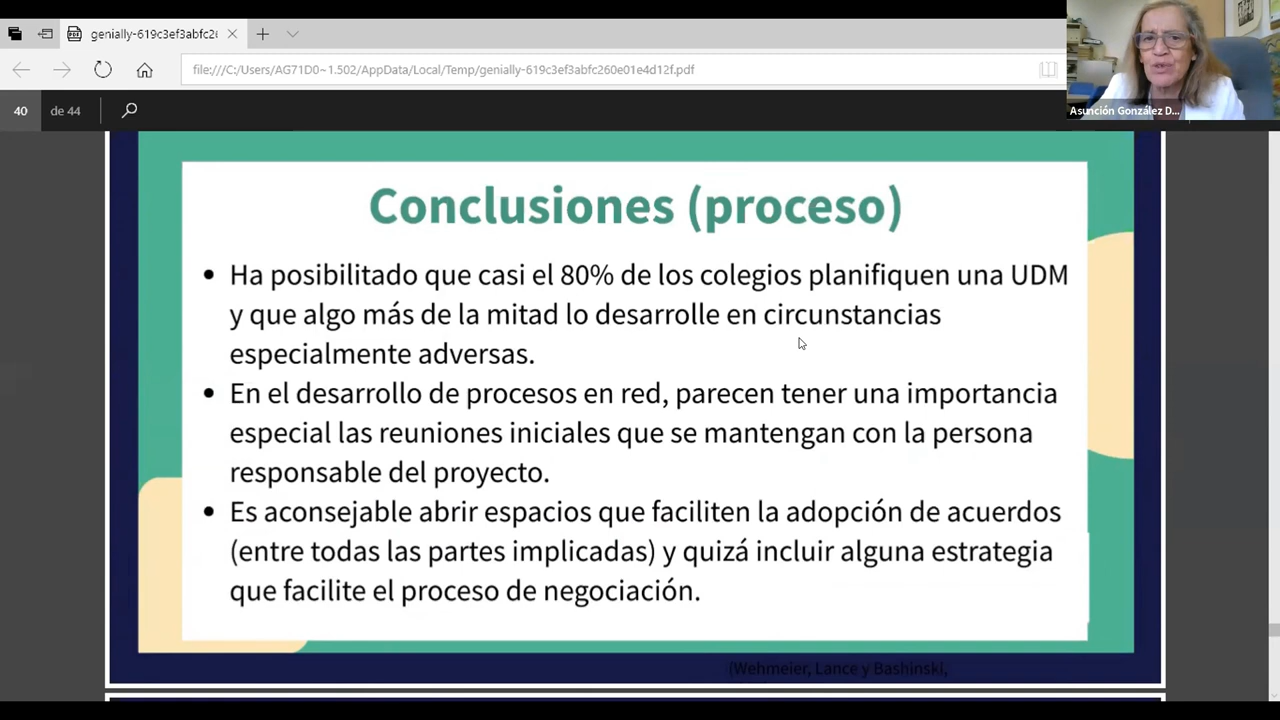 genially-619c3ef3abfc26
file:///C:/Users/AG71D0~1.502/AppData/Local/Temp/genially-619c3ef3abfc260e01e4d12f.pdf
Asunción González D...
40 de 44
Conclusiones (proceso)
• Ha posibilitado que casi el 80% de los colegios planifiquen una UDM
y que algo más de la mitad lo desarrolle en circunstancias
especialmente adversas.
• En el desarrollo de procesos en red, parecen tener una importancia
especial las reuniones iniciales que se mantengan con la persona
responsable del proyecto.
• Es aconsejable abrir espacios que faciliten la adopción de acuerdos
(entre todas las partes implicadas) y quizá incluir alguna estrategia
que facilite el proceso de negociación.
(Wehmeier, Lance y Bashinski,